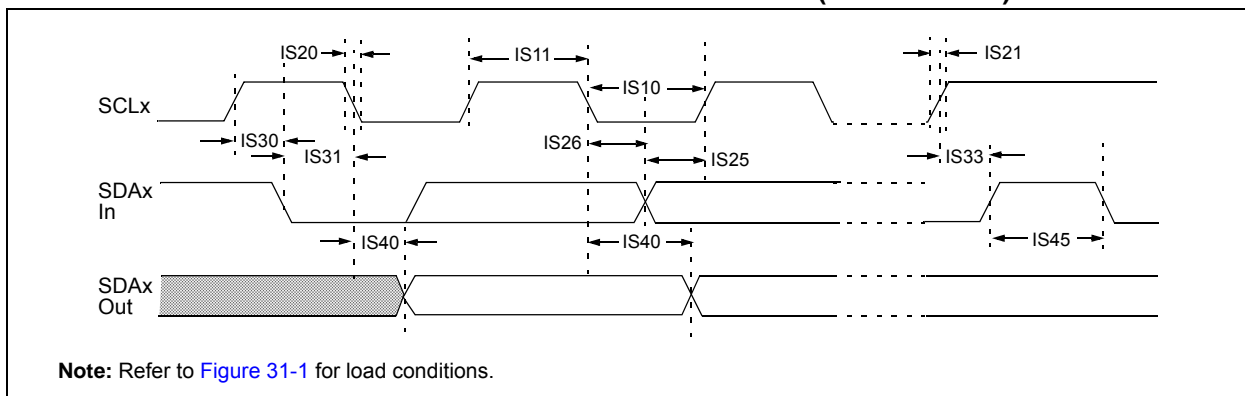 IS20
IS11
IS21
IS10
SCLx
IS30
IS26
IS31
IS25
IS33
SDAx
In
IS40
IS40
IS45
SDAx
Out
Note: Refer to Figure 31-1 for load conditions.